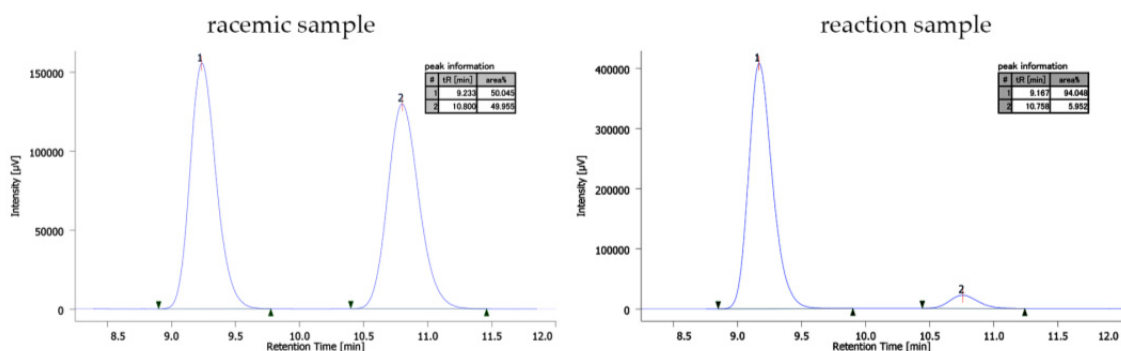 racemic sample
1
2
150000
100000
50000
0
Intensity [µV]
8.5 9.0 9.5 10.0 10.5 11.0 11.5 12.0
Retention Time [min]
peak information
# tR [min] area%
1 9.233 50.045
2 10.800 49.955
reaction sample
1
2
400000
300000
200000
100000
0
Intensity [µV]
8.5 9.0 9.5 10.0 10.5 11.0 11.5 12.0
Retention Time [min]
peak information
# tR [min] area%
1 9.167 94.048
2 10.758 5.952